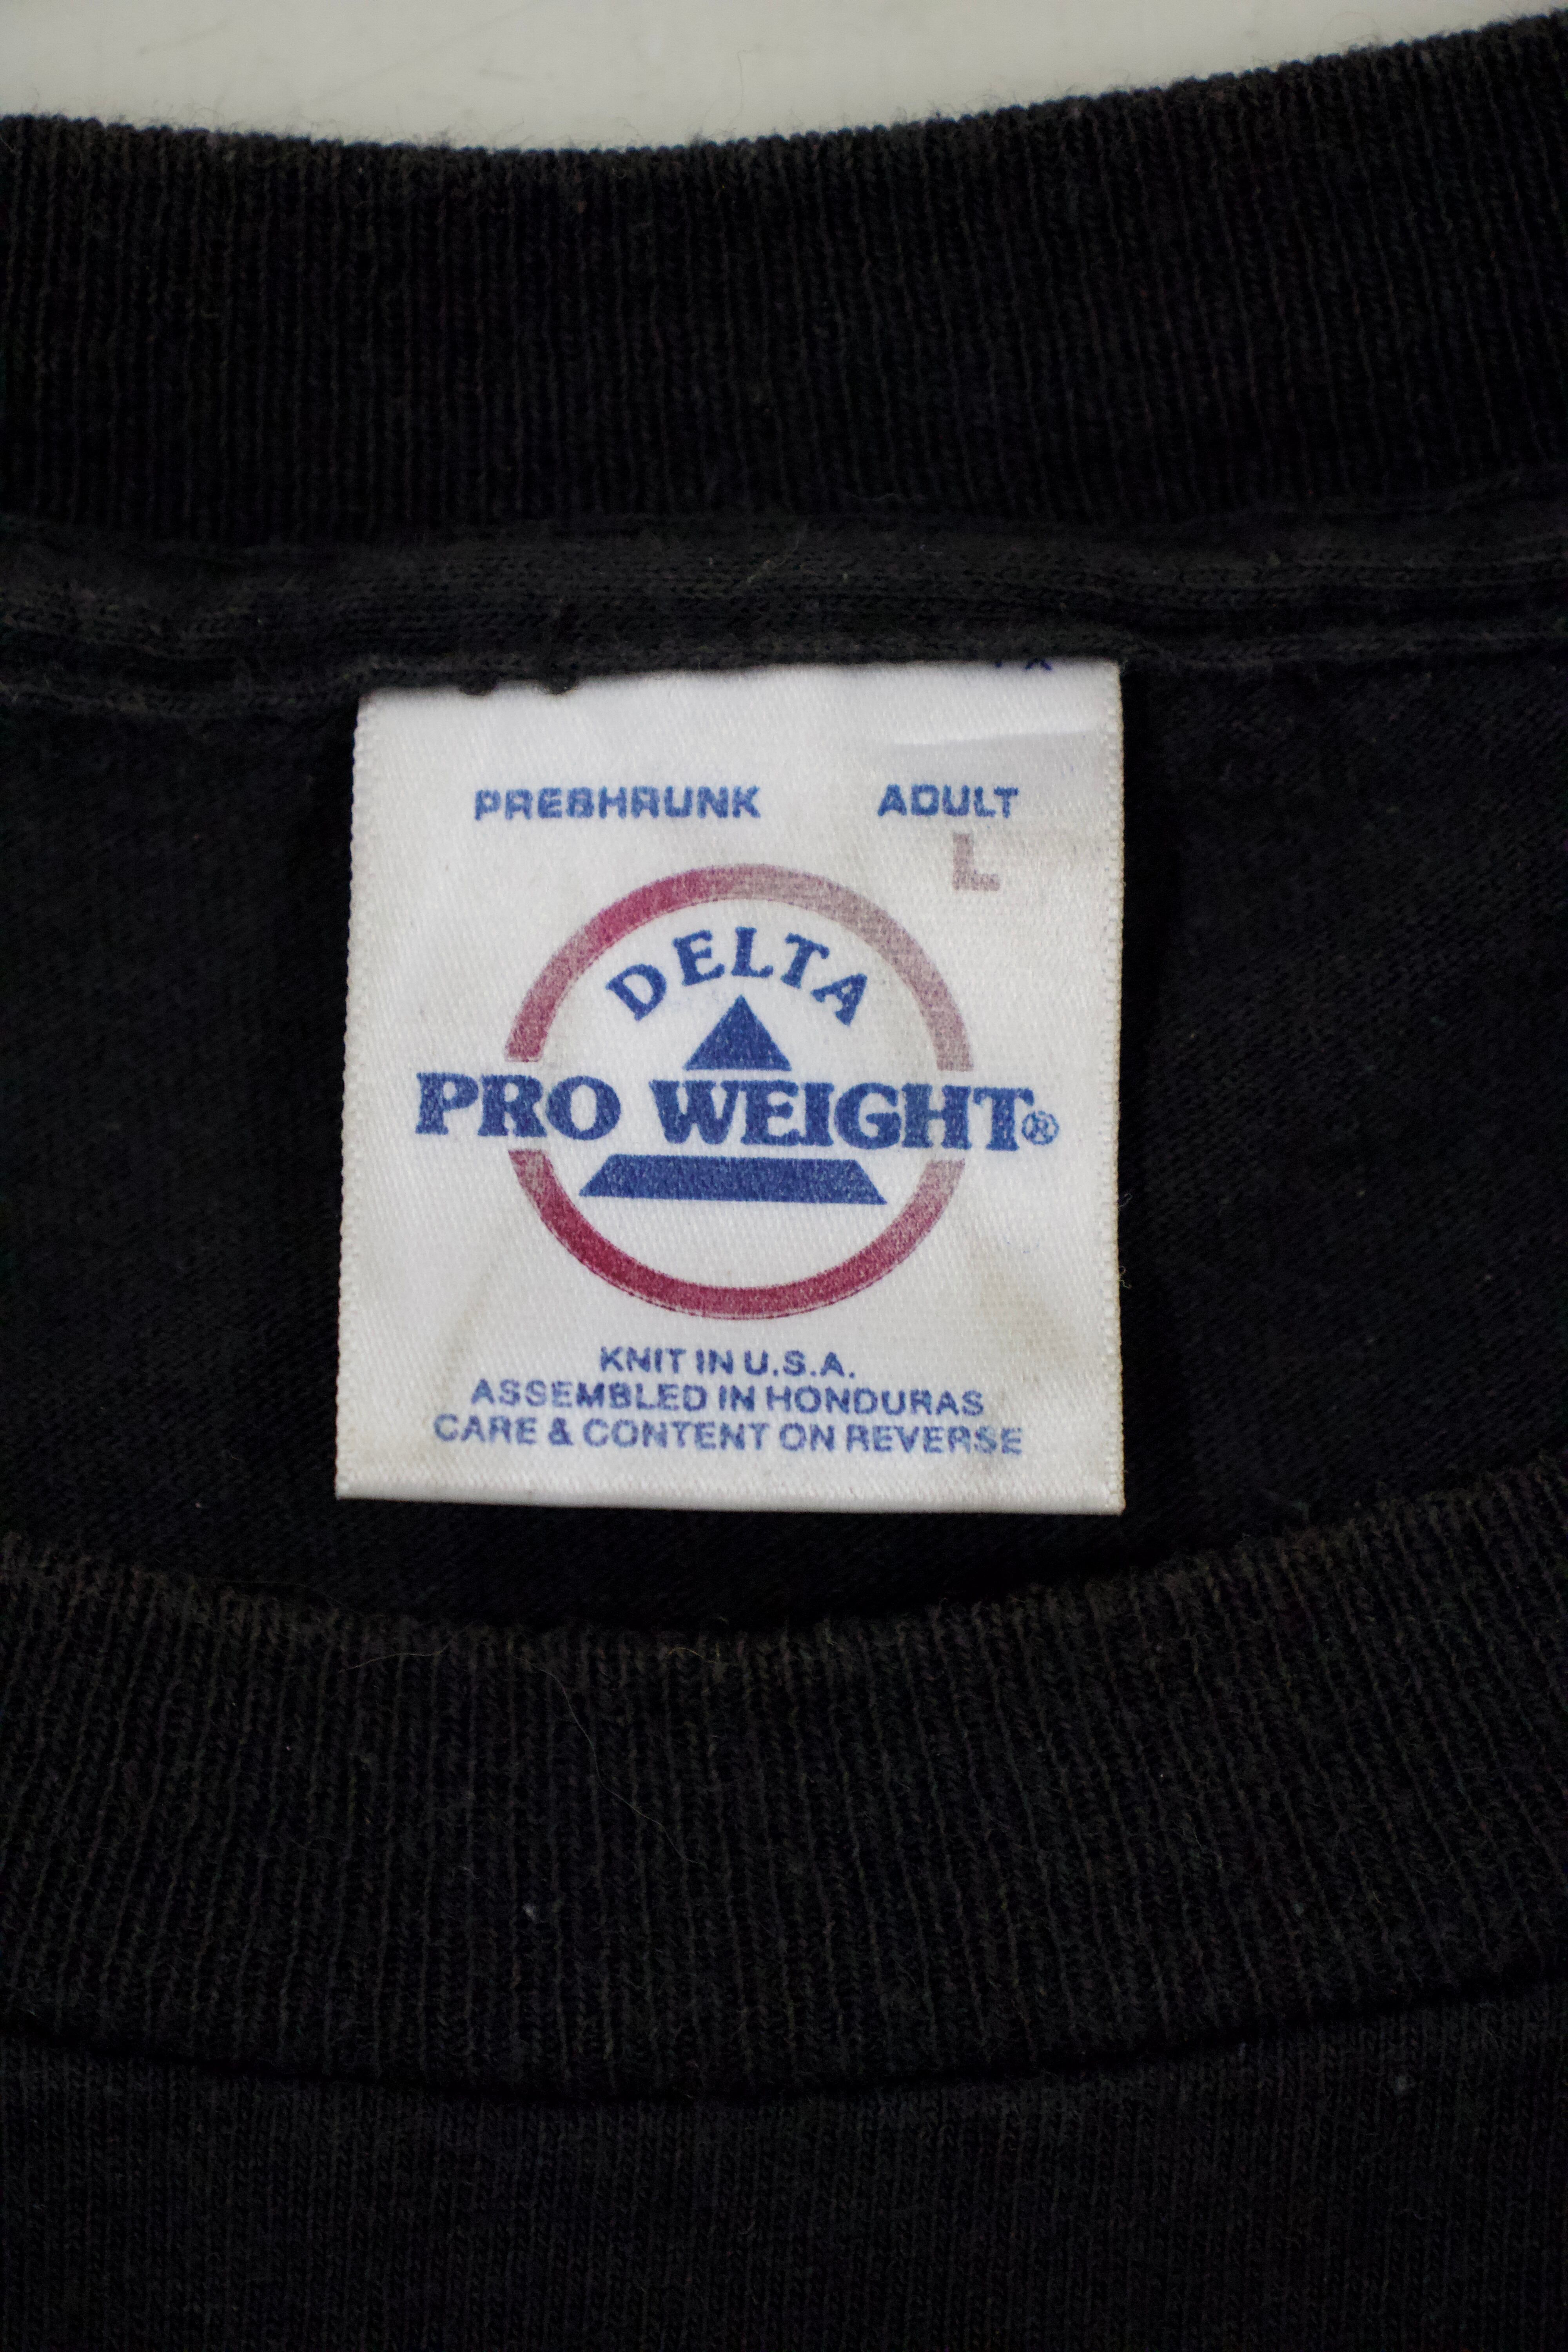 PRESHRUNK ADULT
L
DELTA
PRO WEIGHT®
KNIT IN U.S.A.
ASSEMBLED IN HONDURAS
CARE & CONTENT ON REVERSE